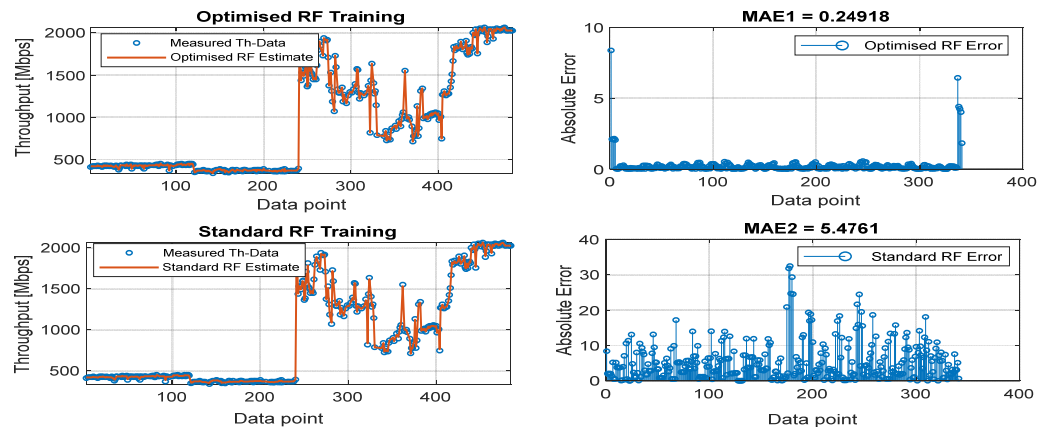 Optimised RF Training
Throughput [Mbps]
2000
1500
1000
500
Measured Th-Data
Optimised RF Estimate
100
200
300
400
Data point
MAE1 = 0.24918
Absolute Error
10
5
0
Optimised RF Error
0
100
200
300
400
Data point
Standard RF Training
Throughput [Mbps]
2000
1500
1000
500
Measured Th-Data
Standard RF Estimate
100
200
300
400
Data point
MAE2 = 5.4761
Absolute Error
40
30
20
10
0
Standard RF Error
0
100
200
300
400
Data point